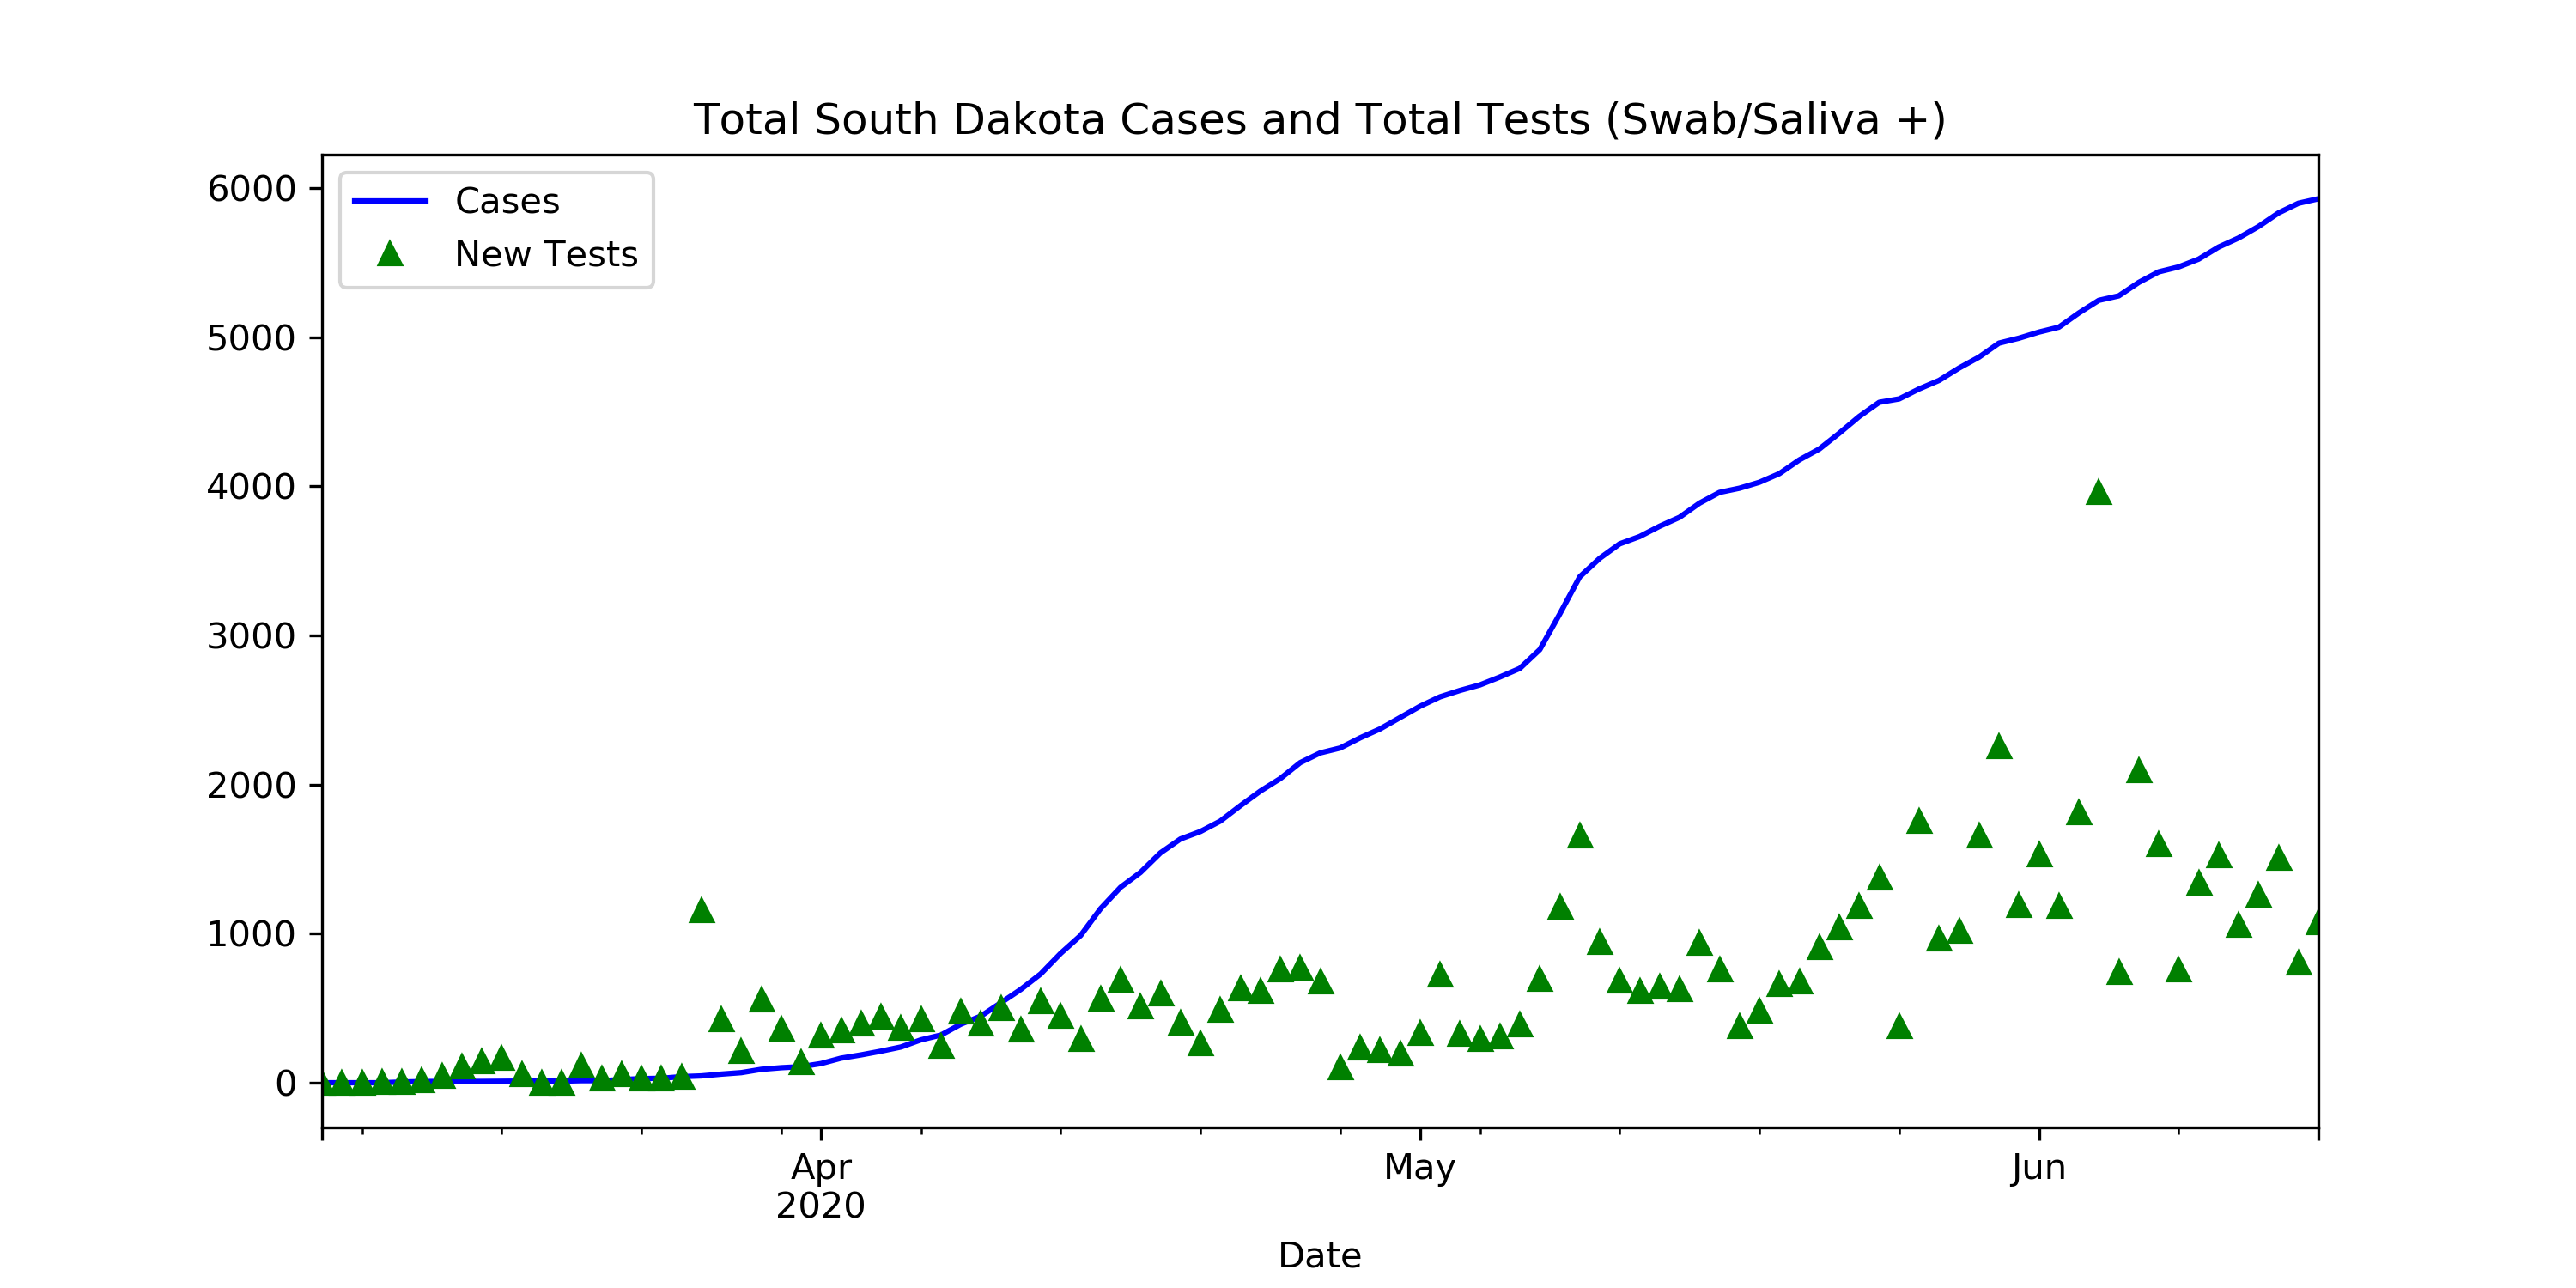 Total South Dakota Cases and Total Tests (Swab/Saliva +)
Cases
New Tests
6000
5000
4000
3000
2000
1000
0
Apr
2020
May
Jun
Date